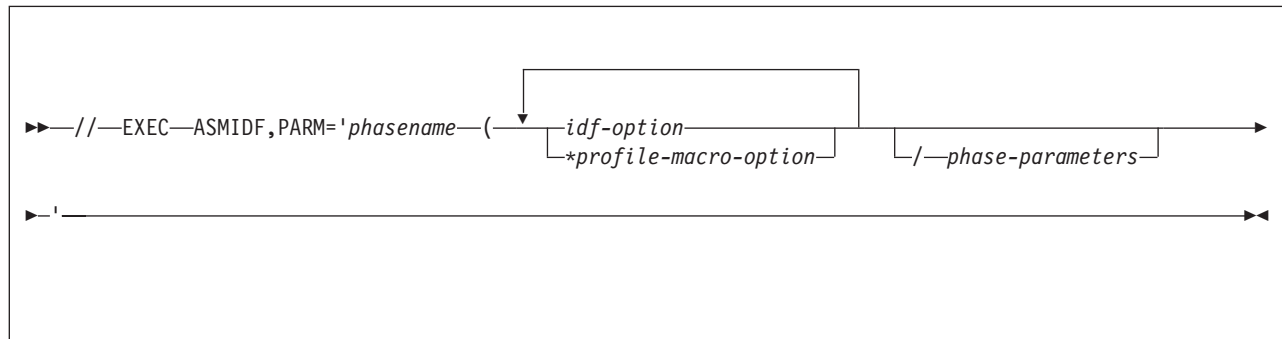 // EXEC ASMIDF,PARM='phasename ( idf-option
*profile-macro-option / phase-parameters
'